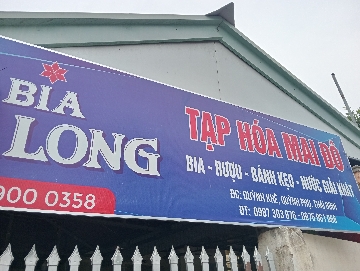 BIA
LONG
900 0358
TẠP HÓA MAI ĐÔ
BIA - RƯỢU - BÁNH KẸO - NƯỚC GIẢI KHÁT
ĐC: QUỲNH KHÊ, QUỲNH PHỤ, THÁI BÌNH
ĐT: 0987 303 876 -